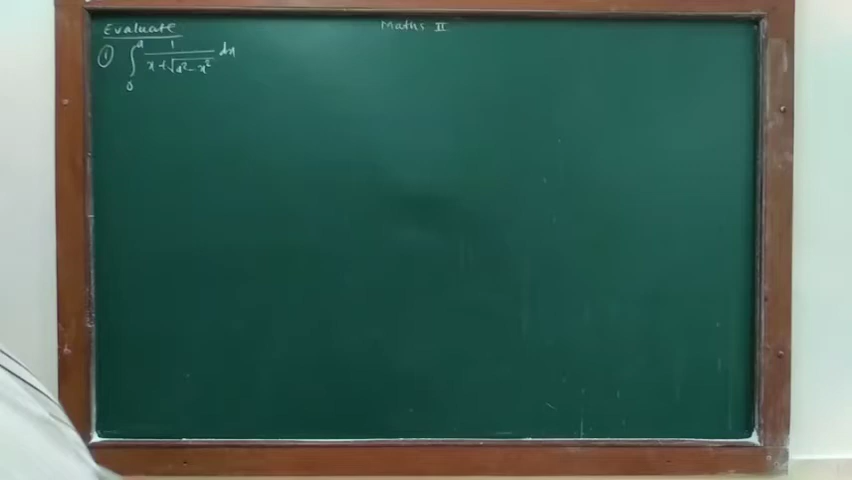 Maths II
Evaluate
① ∫₀ᵃ 1/(x+√(a²-x²)) dx